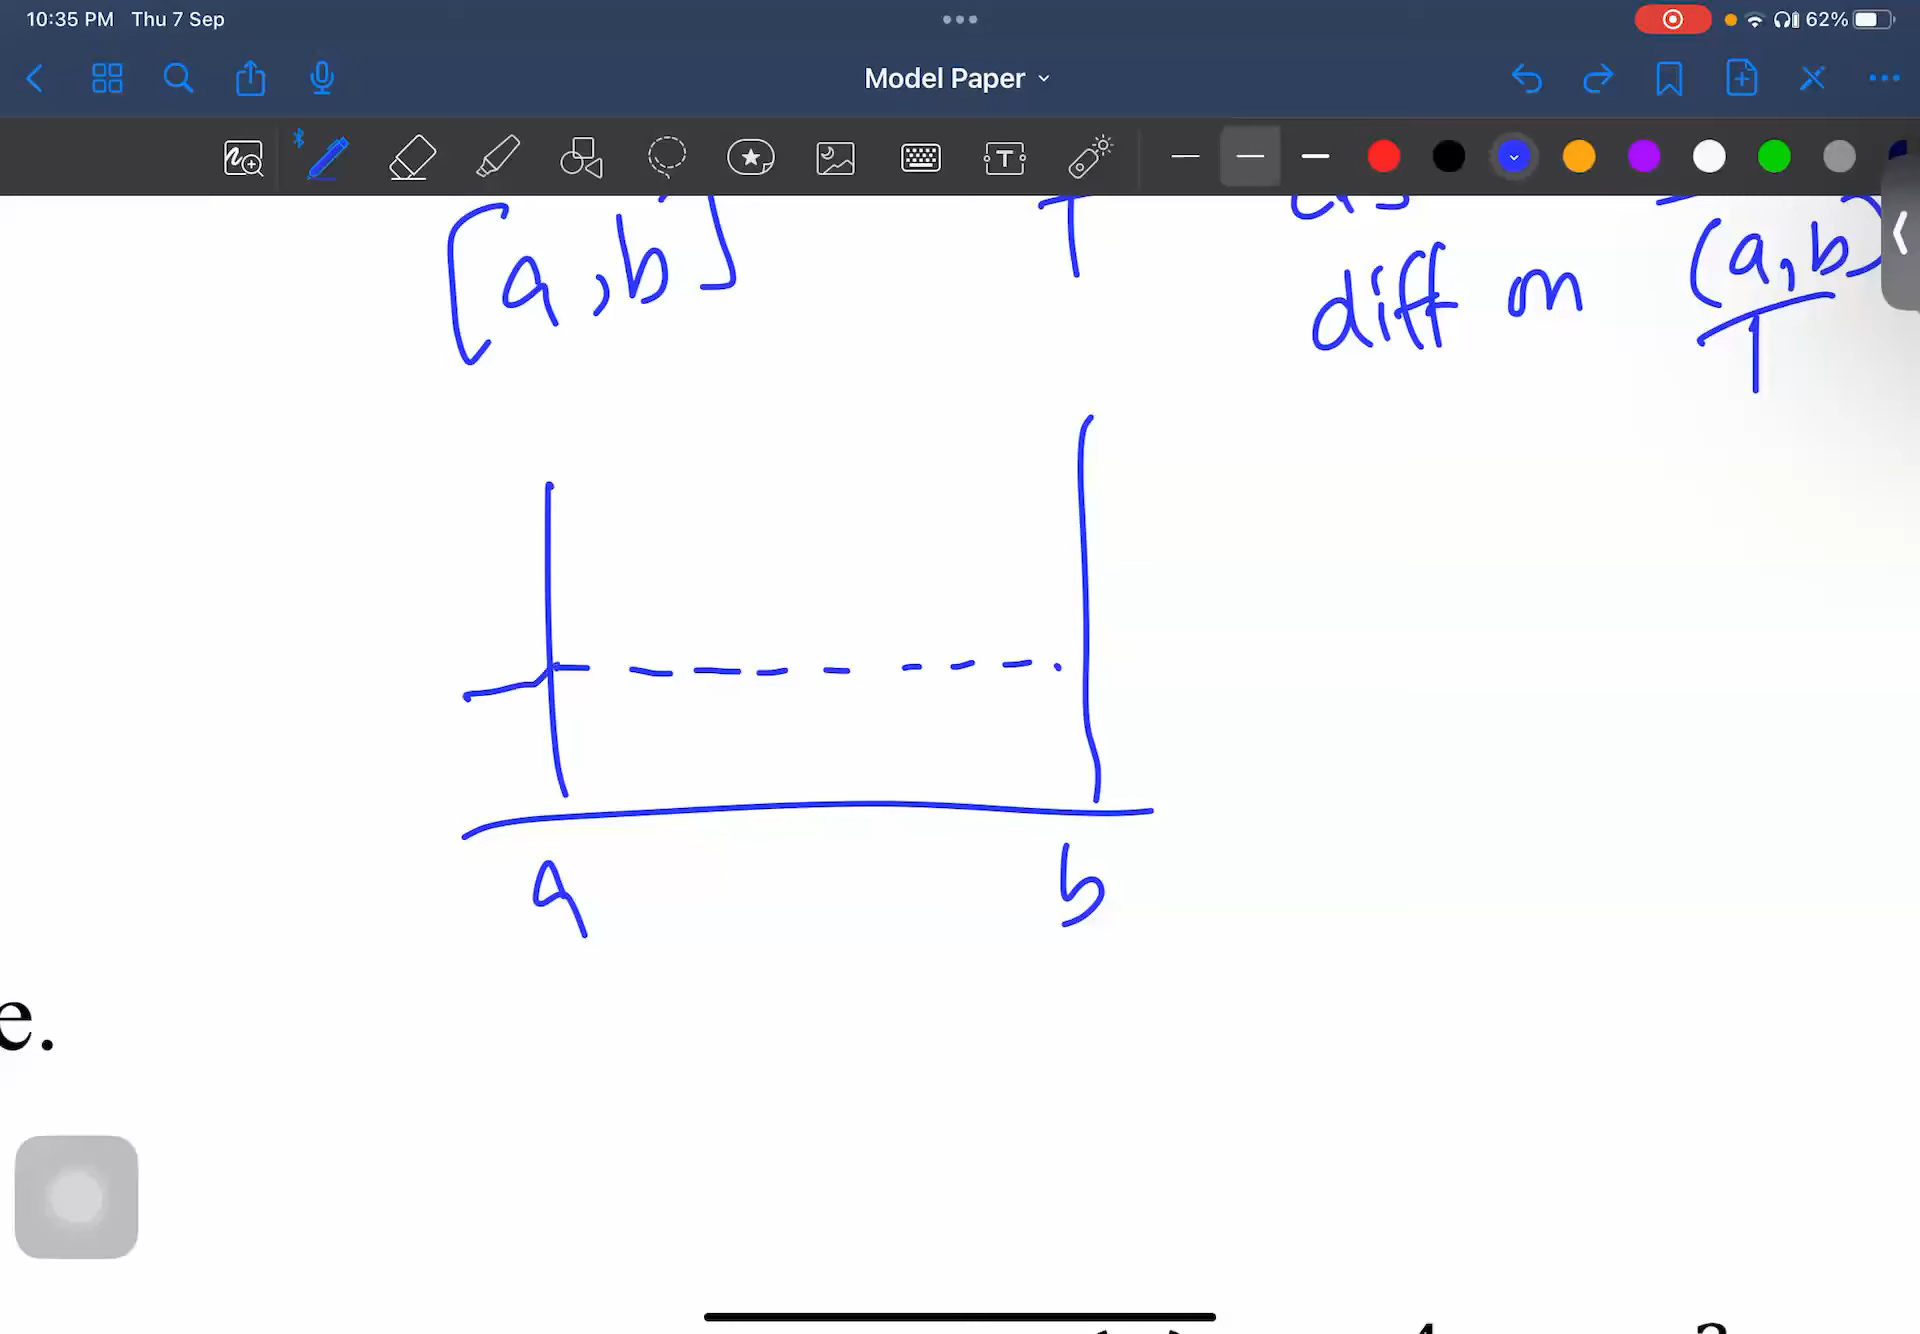 10:35 PM Thu 7 Sep
62%
Model Paper
T
[a, b]
diff on (a, b)
a b
e.